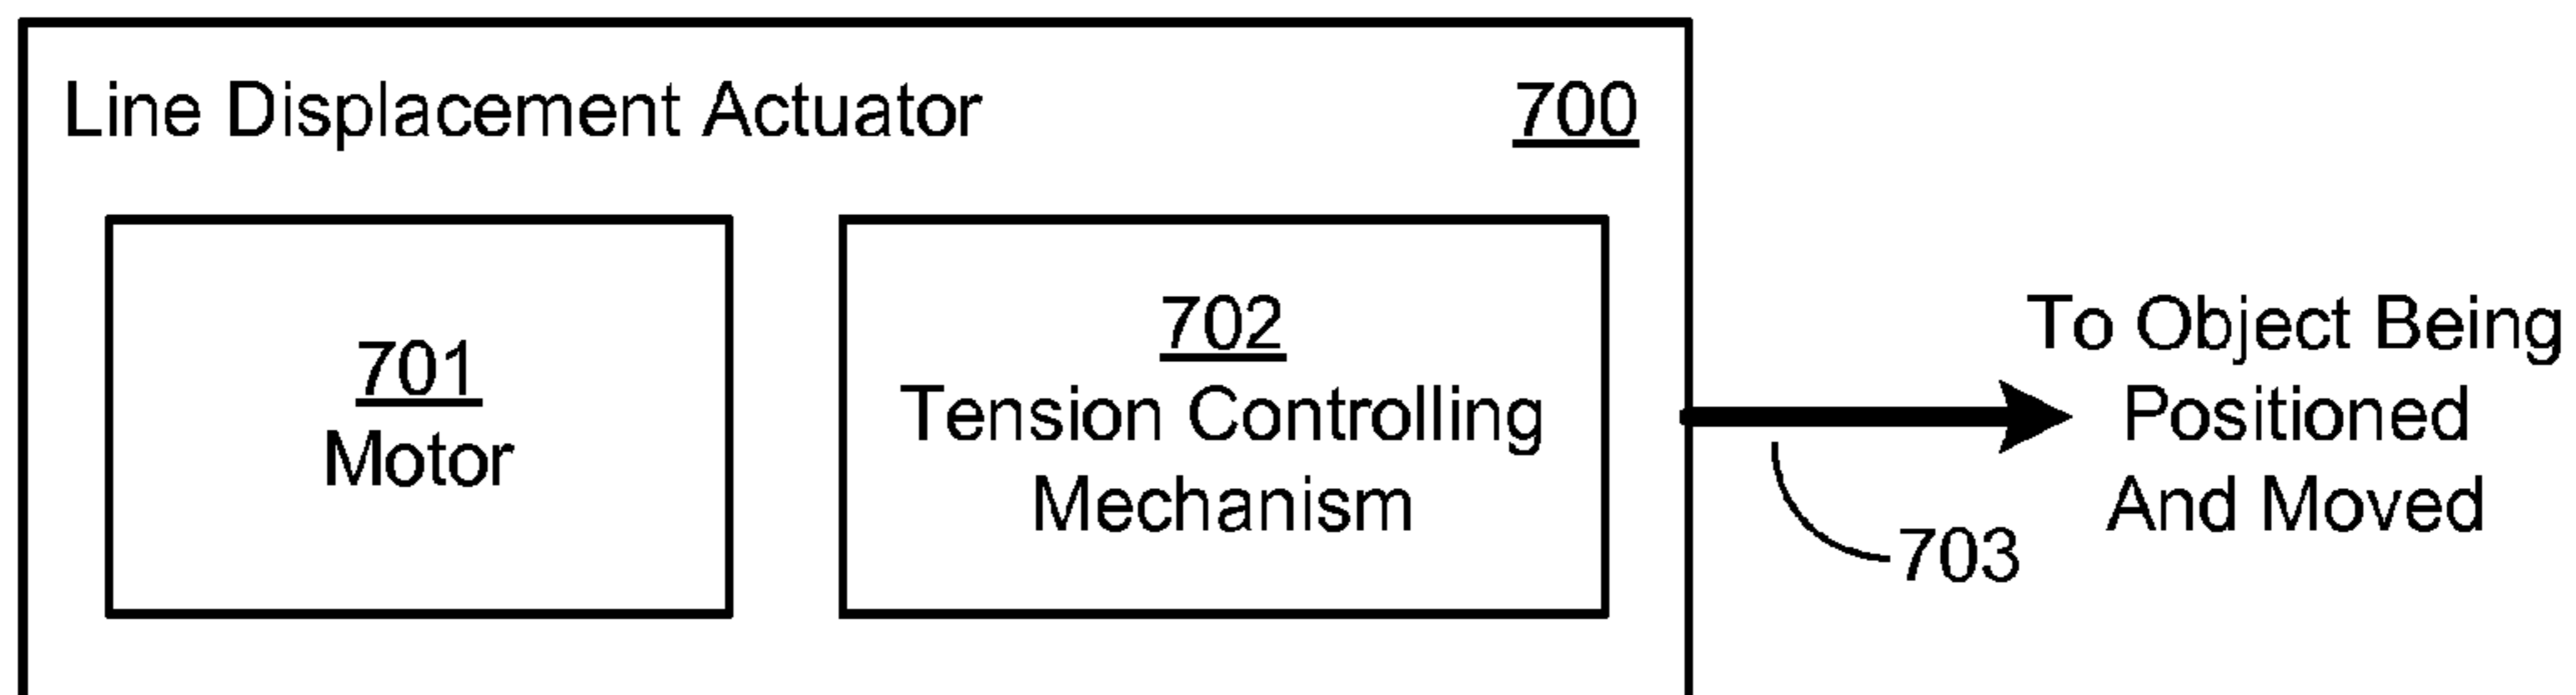 Line Displacement Actuator 700
701
Motor
702
Tension Controlling
Mechanism
To Object Being
Positioned
And Moved
703